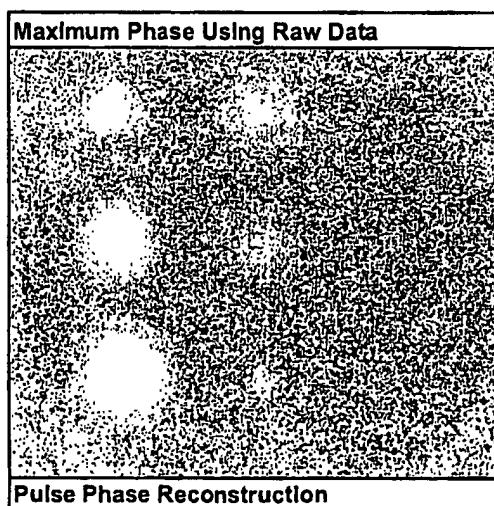 Maximum Phase Using Raw Data
Pulse Phase Reconstruction